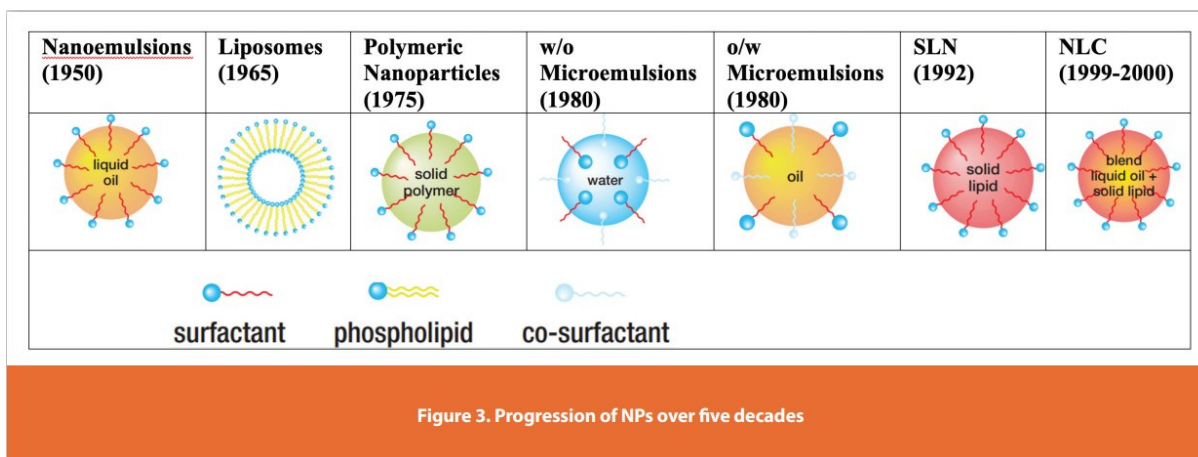 Nanoemulsions
(1950)
Liposomes
(1965)
Polymeric
Nanoparticles
(1975)
w/o
Microemulsions
(1980)
o/w
Microemulsions
(1980)
SLN
(1992)
NLC
(1999-2000)
liquid
oil
solid
polymer
water
oil
solid
lipid
blend
liquid oil +
solid lipid
surfactant
phospholipid
co-surfactant
Figure 3. Progression of NPs over five decades